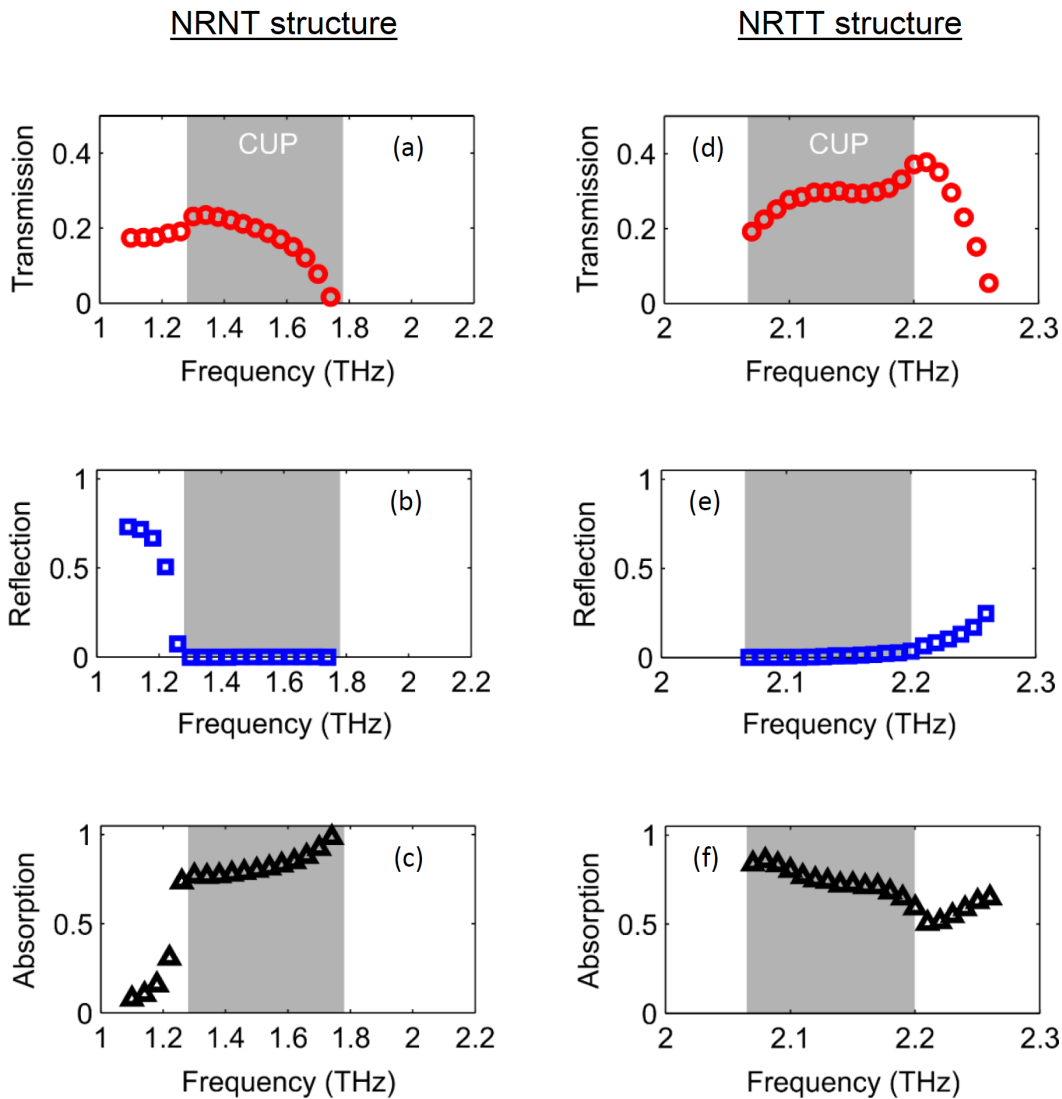 NRNT structure
NRTT structure
Transmission
0.4
0.2
0
CUP
(a)
1 1.2 1.4 1.6 1.8 2 2.2
Frequency (THz)
Transmission
0.4
0.2
0
(d)
CUP
2 2.1 2.2 2.3
Frequency (THz)
Reflection
1
0.5
0
(b)
1 1.2 1.4 1.6 1.8 2 2.2
Frequency (THz)
Reflection
1
0.5
0
(e)
2 2.1 2.2 2.3
Frequency (THz)
Absorption
1
0.5
0
(c)
1 1.2 1.4 1.6 1.8 2 2.2
Frequency (THz)
Absorption
1
0.5
0
(f)
2 2.1 2.2 2.3
Frequency (THz)